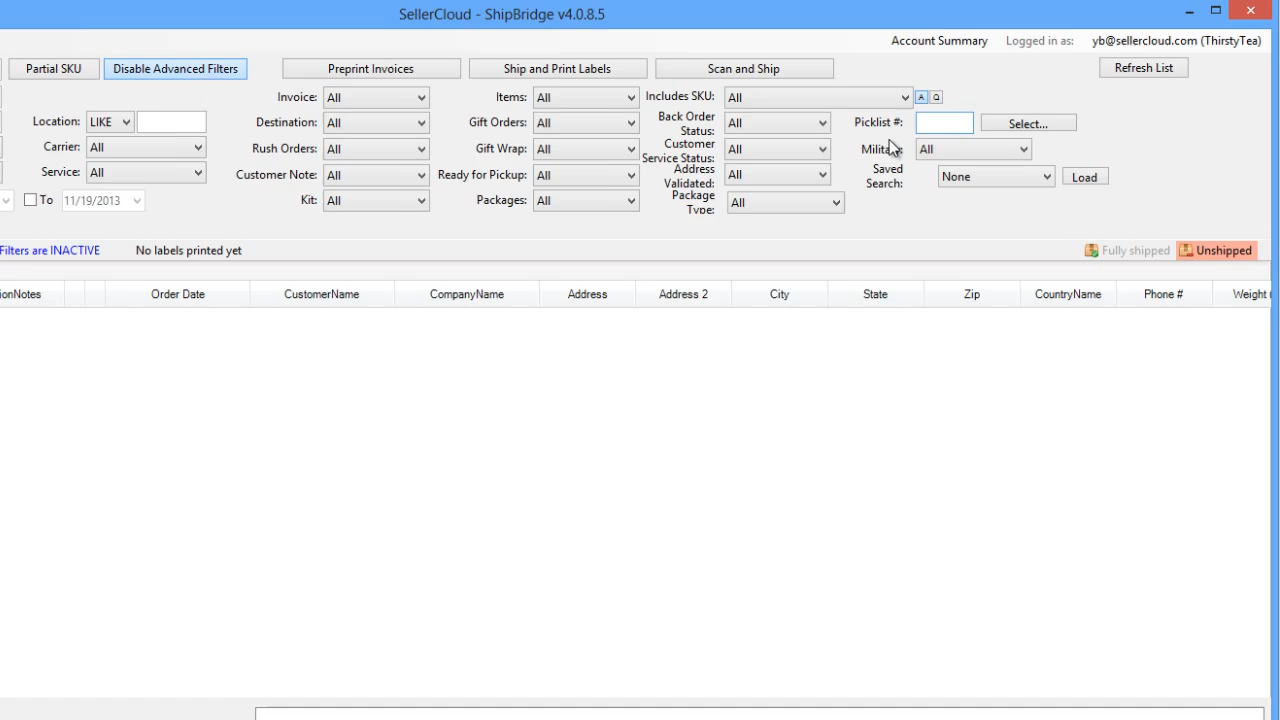 SellerCloud - ShipBridge v4.0.8.5
Account Summary Logged in as: yb@sellercloud.com (ThirstyTea)
Partial SKU Disable Advanced Filters Preprint Invoices Ship and Print Labels Scan and Ship Refresh List
Invoice: All Items: All Includes SKU: All A Q
Location: LIKE Destination: All Gift Orders: All Back Order Status: All Picklist #: Select...
Carrier: All Rush Orders: All Gift Wrap: All Customer Service Status: All All
Service: All Customer Note: All Ready for Pickup: All Address Validated: All Saved Search: None Load
To 11/19/2013 Kit: All Packages: All Package Type: All
Filters are INACTIVE No labels printed yet Fully shipped Unshipped
ionNotes Order Date CustomerName CompanyName Address Address 2 City State Zip CountryName Phone # Weight